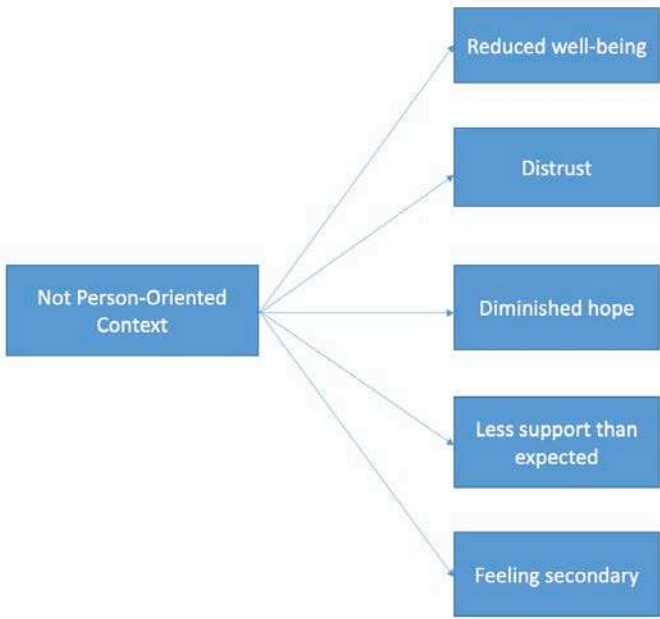 Reduced well-being
Distrust
Not Person-Oriented
Context
Diminished hope
Less support than
expected
Feeling secondary